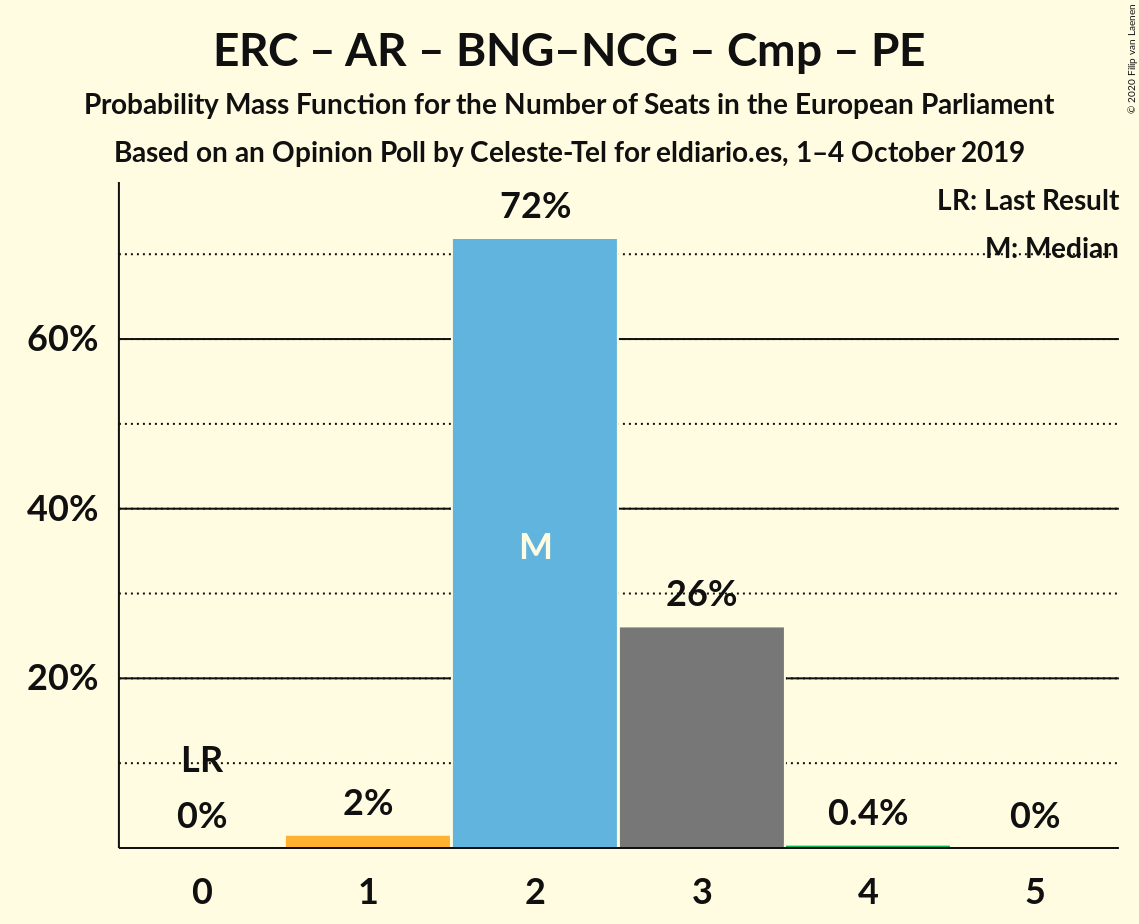 ERC – AR – BNG–NCG – Cmp – PE
Probability Mass Function for the Number of Seats in the European Parliament
Based on an Opinion Poll by Celeste-Tel for eldiario.es, 1–4 October 2019
© 2020 Filip van Laenen
LR: Last Result
M: Median
72%
60%
40%
20%
M
26%
LR
0%
2%
0.4%
0%
0 1 2 3 4 5